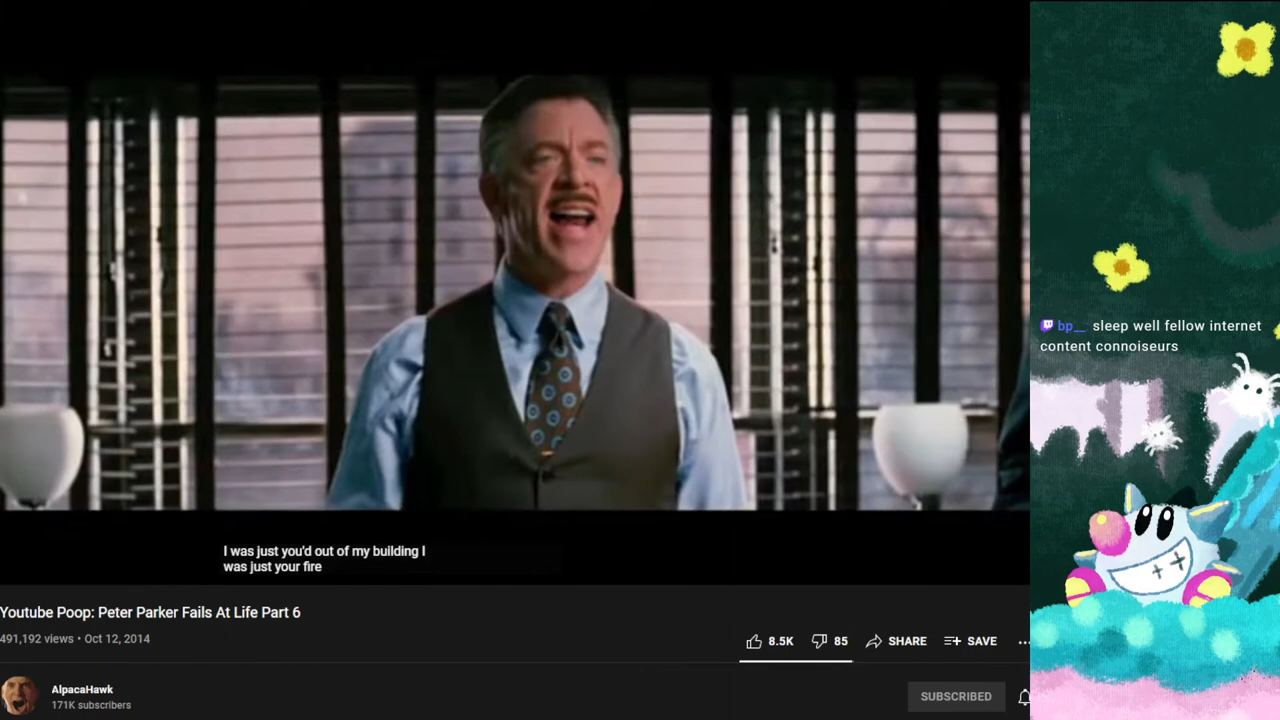 bp__ sleep well fellow internet
content connoiseurs
I was just you'd out of my building I
was just your fire
Youtube Poop: Peter Parker Fails At Life Part 6
491,192 views • Oct 12, 2014
8.5K
85
SHARE
SAVE
AlpacaHawk
171K subscribers
SUBSCRIBED